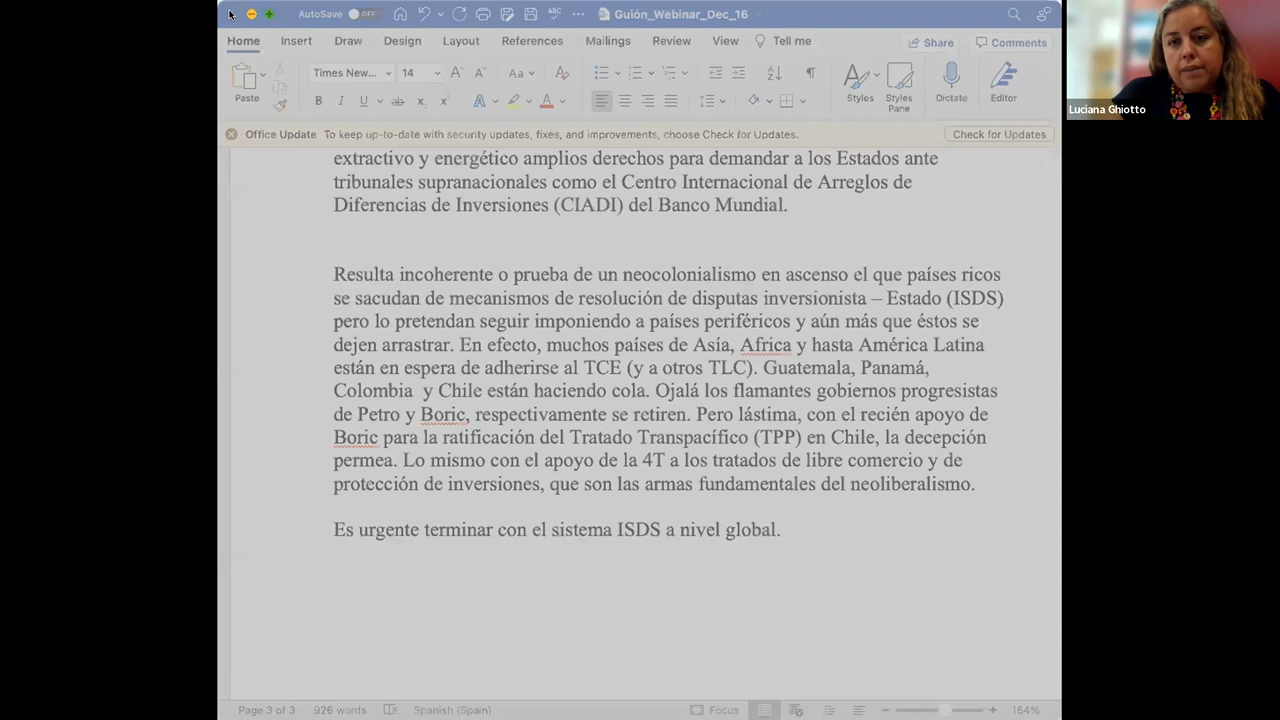 AutoSave OFF Guión_Webinar_Dec_16
Home Insert Draw Design Layout References Mailings Review View Tell me Share Comments
Paste Times New... 14 Aa Styles Styles Pane Dictate Editor
B I U ab x x A A
Office Update To keep up-to-date with security updates, fixes, and improvements, choose Check for Updates. Check for Updates
extractivo y energético amplios derechos para demandar a los Estados ante
tribunales supranacionales como el Centro Internacional de Arreglos de
Diferencias de Inversiones (CIADI) del Banco Mundial.
Resulta incoherente o prueba de un neocolonialismo en ascenso el que países ricos
se sacudan de mecanismos de resolución de disputas inversionista – Estado (ISDS)
pero lo pretendan seguir imponiendo a países periféricos y aún más que éstos se
dejen arrastrar. En efecto, muchos países de Asía, Africa y hasta América Latina
están en espera de adherirse al TCE (y a otros TLC). Guatemala, Panamá,
Colombia y Chile están haciendo cola. Ojalá los flamantes gobiernos progresistas
de Petro y Boric, respectivamente se retiren. Pero lástima, con el recién apoyo de
Boric para la ratificación del Tratado Transpacífico (TPP) en Chile, la decepción
permea. Lo mismo con el apoyo de la 4T a los tratados de libre comercio y de
protección de inversiones, que son las armas fundamentales del neoliberalismo.
Es urgente terminar con el sistema ISDS a nivel global.
Page 3 of 3 926 words Spanish (Spain) Focus 164%
Luciana Ghiotto